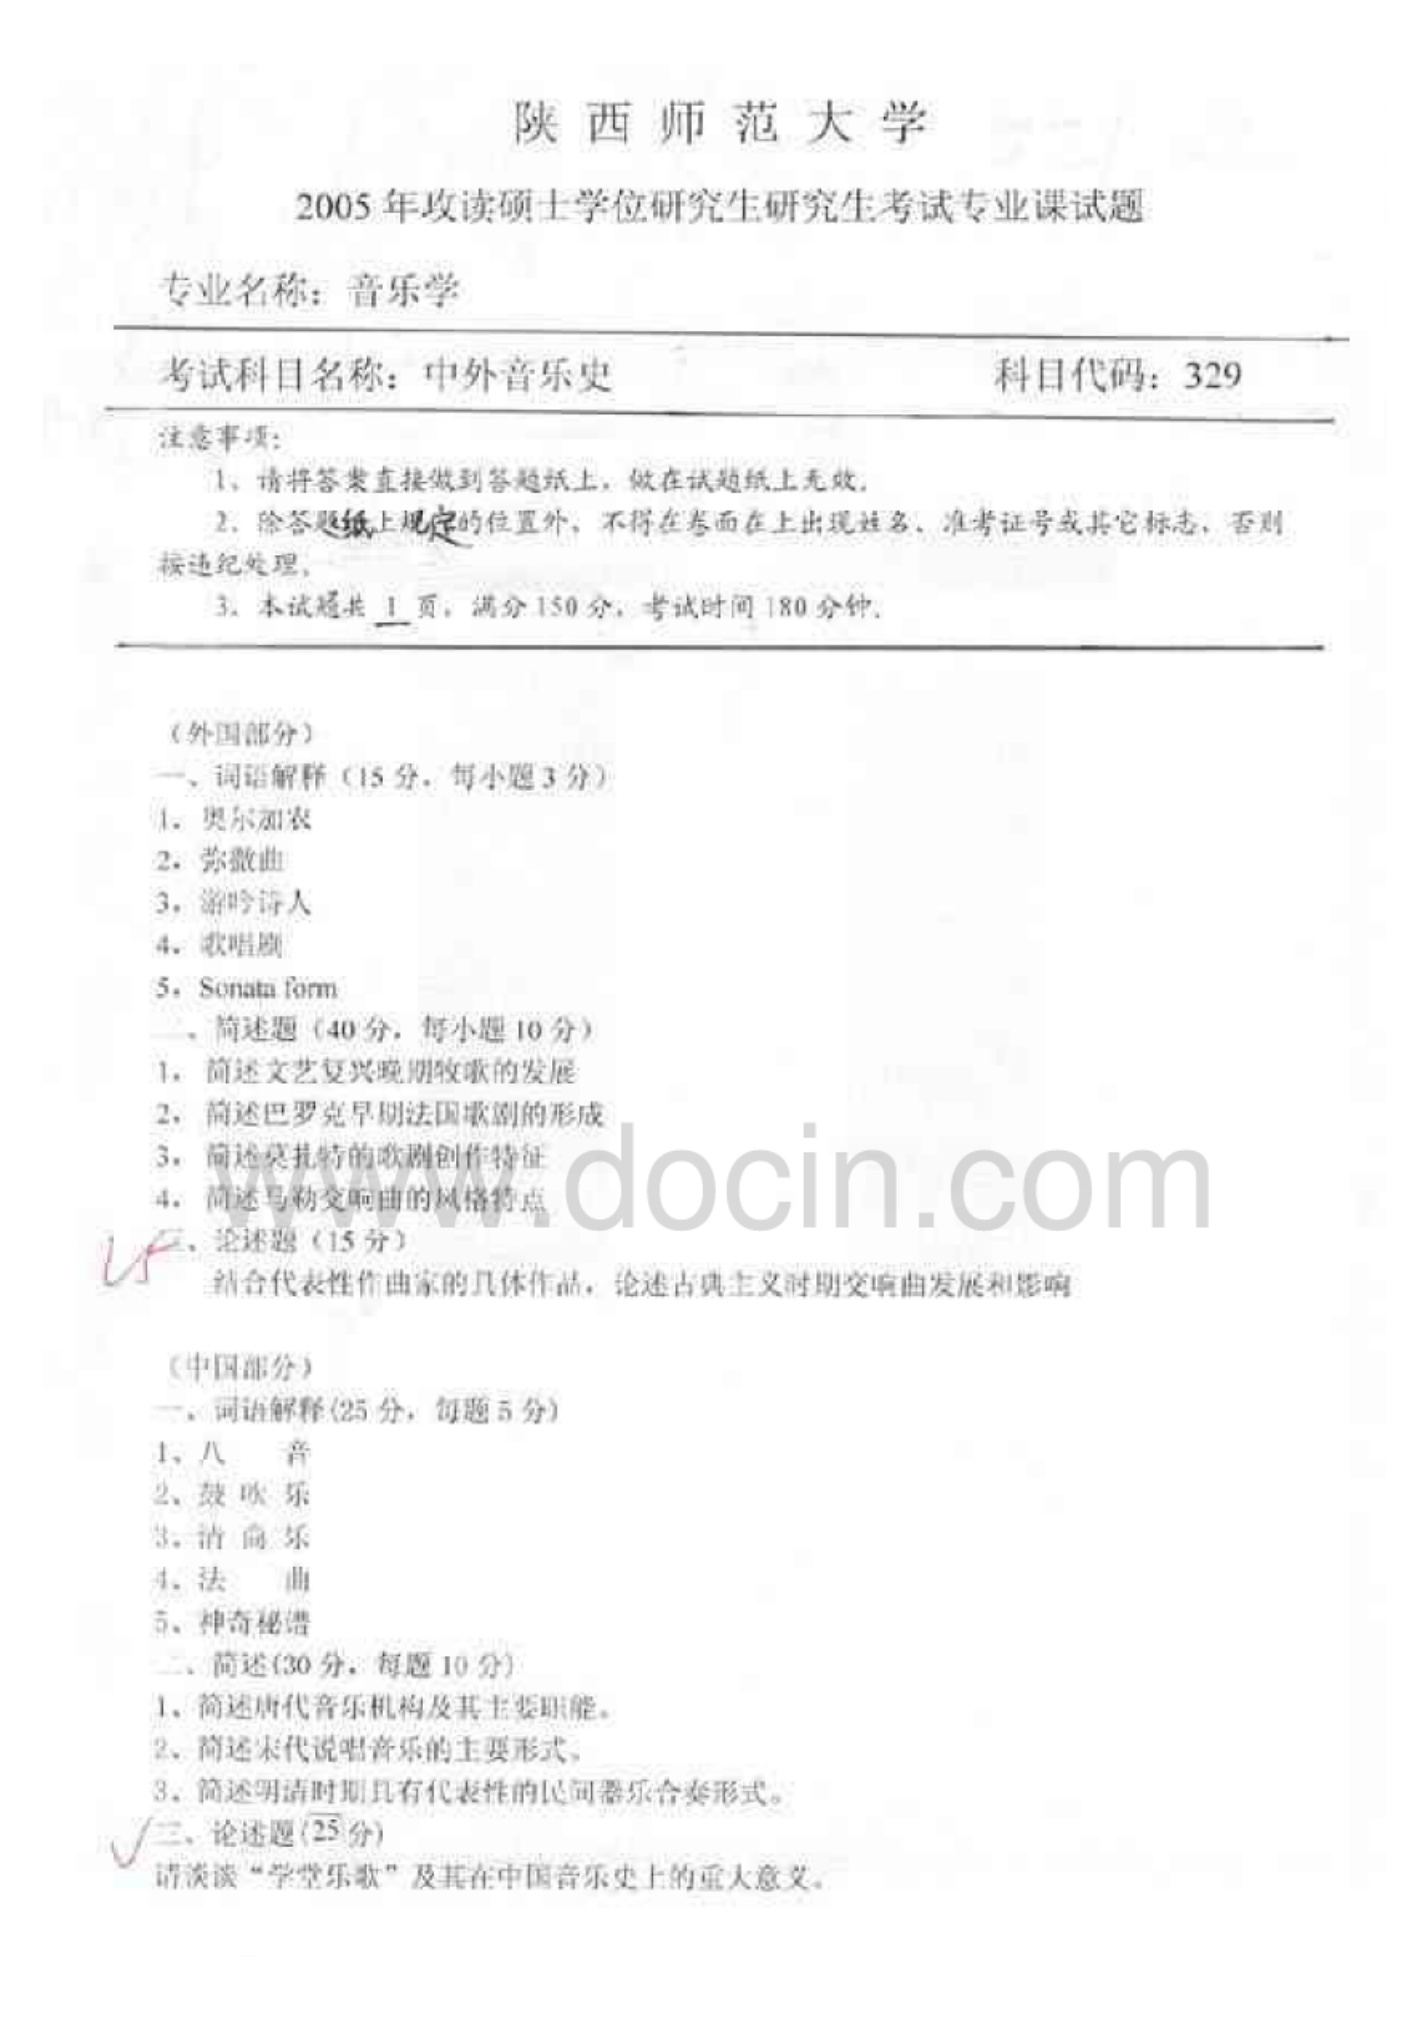 陕西师范大学
2005年攻读硕士学位研究生研究生考试专业课试题
专业名称：音乐学
考试科目名称：中外音乐史 科目代码：329
注意事项：
1、请将答案直接做到答题纸上，做在试题纸上无效。
2、除答题纸上规定的位置外，不得在卷面在上出现姓名、准考证号或其它标志，否则
按违纪处理。
3、本试题共 1 页，满分150分，考试时间180分钟。
（外国部分）
一、词语解释（15分，每小题3分）
1．奥尔加农
2．弥撒曲
3．游吟诗人
4．歌唱剧
5．Sonata form
二、简述题（40分，每小题10分）
1．简述文艺复兴晚期牧歌的发展
2．简述巴罗克早期法国歌剧的形成
3．简述莫扎特的歌剧创作特征
4．简述马勒交响曲的风格特点
www.docin.com
15 三、论述题（15分）
结合代表性作曲家的具体作品，论述古典主义时期交响曲发展和影响
（中国部分）
一、词语解释(25分，每题5分)
1、八　　音
2、鼓 吹 乐
3、清 商 乐
4、法　　曲
5、神奇秘谱
二、简述(30分，每题10分)
1、简述唐代音乐机构及其主要职能。
2、简述宋代说唱音乐的主要形式。
3、简述明清时期具有代表性的民间器乐合奏形式。
三、论述题(25分)
请谈谈“学堂乐歌”及其在中国音乐史上的重大意义。